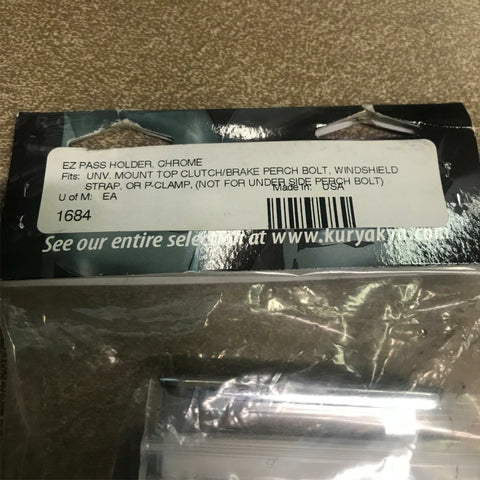 EZ PASS HOLDER, CHROME
Fits: UNV. MOUNT TOP CLUTCH/BRAKE PERCH BOLT, WINDSHIELD
STRAP, OR P-CLAMP, (NOT FOR UNDER SIDE PERCH BOLT)
U of M: EA Made In: USA
1684
See our entire selection at www.kuryakyn.com